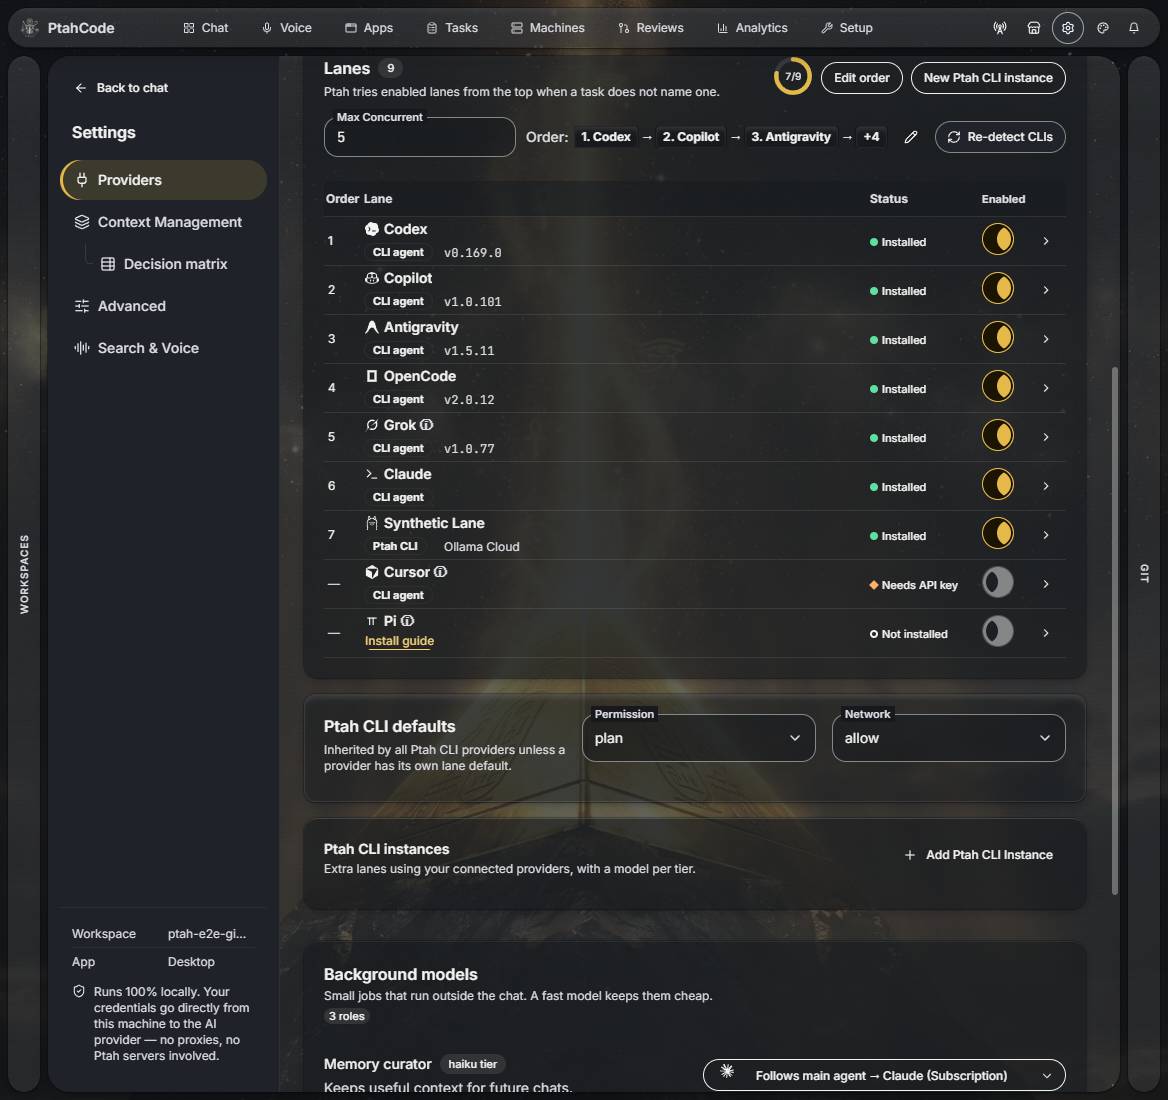 PtahCode
Chat
Voice
Apps
Tasks
Machines
Reviews
Analytics
Setup
WORKSPACES
Back to chat
Settings
Providers
Context Management
Decision matrix
Advanced
Search & Voice
Workspace ptah-e2e-gi...
App Desktop
Runs 100% locally. Your
credentials go directly from
this machine to the AI
provider — no proxies, no
Ptah servers involved.
Lanes 9
Ptah tries enabled lanes from the top when a task does not name one.
7/9
Edit order
New Ptah CLI instance
Max Concurrent
5
Order: 1. Codex → 2. Copilot → 3. Antigravity → +4
Re-detect CLIs
Order Lane Status Enabled
1 Codex
CLI agent v0.169.0
Installed
2 Copilot
CLI agent v1.0.101
Installed
3 Antigravity
CLI agent v1.5.11
Installed
4 OpenCode
CLI agent v2.0.12
Installed
5 Grok
CLI agent v1.0.77
Installed
6 Claude
CLI agent
Installed
7 Synthetic Lane
Ptah CLI Ollama Cloud
Installed
— Cursor
CLI agent
Needs API key
— Pi
Install guide
Not installed
Ptah CLI defaults
Inherited by all Ptah CLI providers unless a
provider has its own lane default.
Permission
plan
Network
allow
Ptah CLI instances
Extra lanes using your connected providers, with a model per tier.
Add Ptah CLI Instance
Background models
Small jobs that run outside the chat. A fast model keeps them cheap.
3 roles
Memory curator haiku tier
Keeps useful context for future chats.
Follows main agent → Claude (Subscription)
GIT